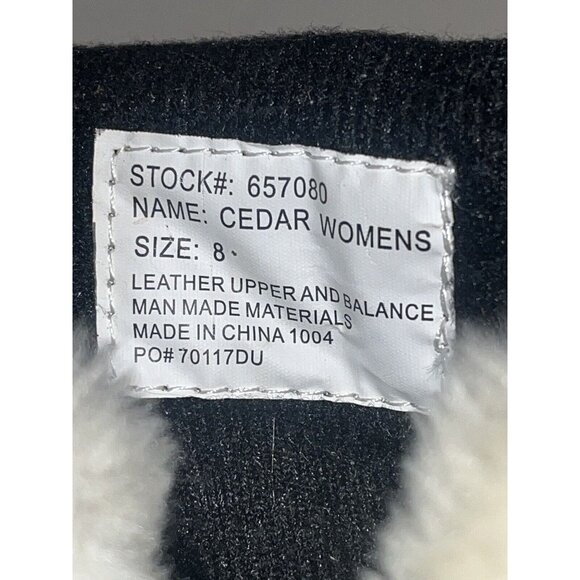 STOCK#: 657080
NAME: CEDAR WOMENS
SIZE: 8
LEATHER UPPER AND BALANCE
MAN MADE MATERIALS
MADE IN CHINA 1004
PO# 70117DU